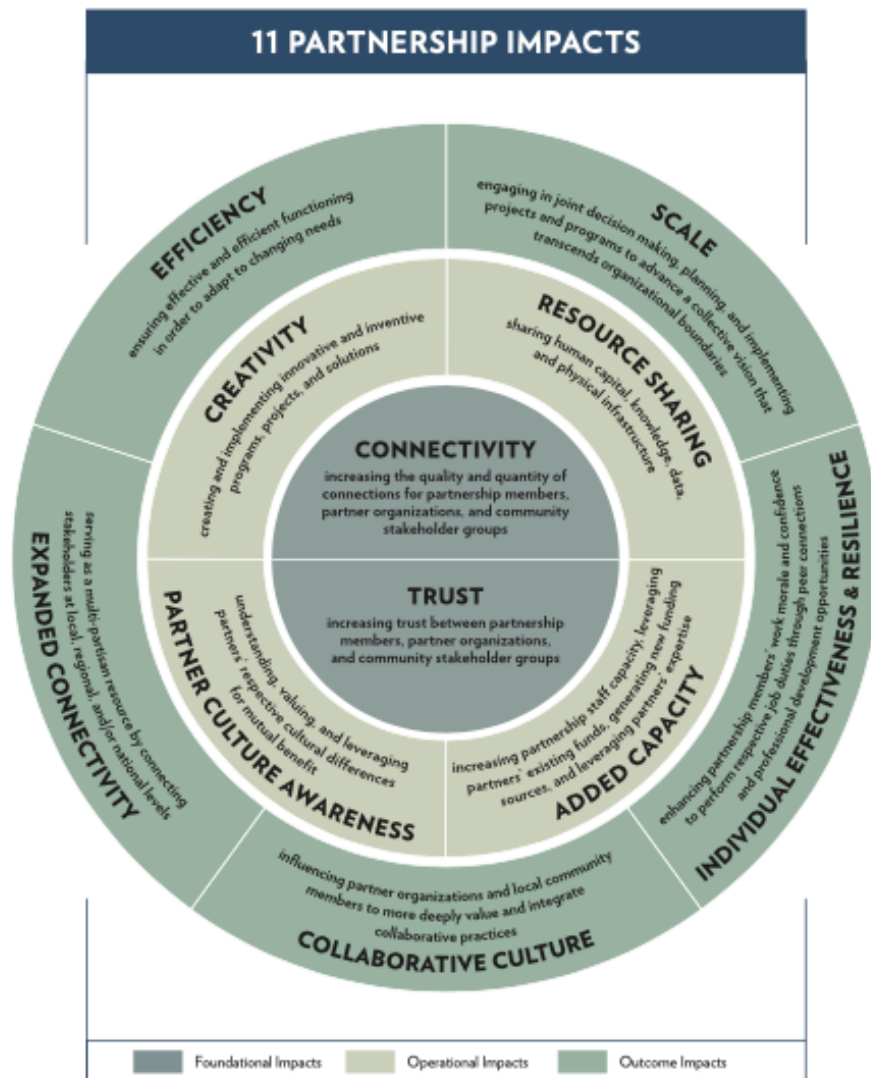 11 PARTNERSHIP IMPACTS
EFFICIENCY
ensuring effective and efficient functioning
in order to adapt to changing needs
SCALE
engaging in joint decision making, planning, and implementing
projects and programs to advance a collective vision that
transcends organizational boundaries
CREATIVITY
creating and implementing innovative and inventive
programs, projects, and solutions
RESOURCE SHARING
sharing human capital, knowledge, data,
and physical infrastructure
CONNECTIVITY
increasing the quality and quantity of
connections for partnership members,
partner organizations, and community
stakeholder groups
TRUST
increasing trust between partnership
members, partner organizations,
and community stakeholder groups
EXPANDED CONNECTIVITY
serving as a multi-partisan resource by connecting
stakeholders at local, regional, and/or national levels
PARTNER CULTURE AWARENESS
understanding, valuing, and leveraging
partners' respective cultural differences
for mutual benefit
increasing partnership staff capacity, leveraging
partners' existing funds, generating new funding
sources, and leveraging partners' expertise
ADDED CAPACITY
enhancing partnership members' work morale and confidence
to perform respective job duties through peer connections
and professional development opportunities
INDIVIDUAL EFFECTIVENESS & RESILIENCE
influencing partner organizations and local community
members to more deeply value and integrate
collaborative practices
COLLABORATIVE CULTURE
Foundational Impacts
Operational Impacts
Outcome Impacts